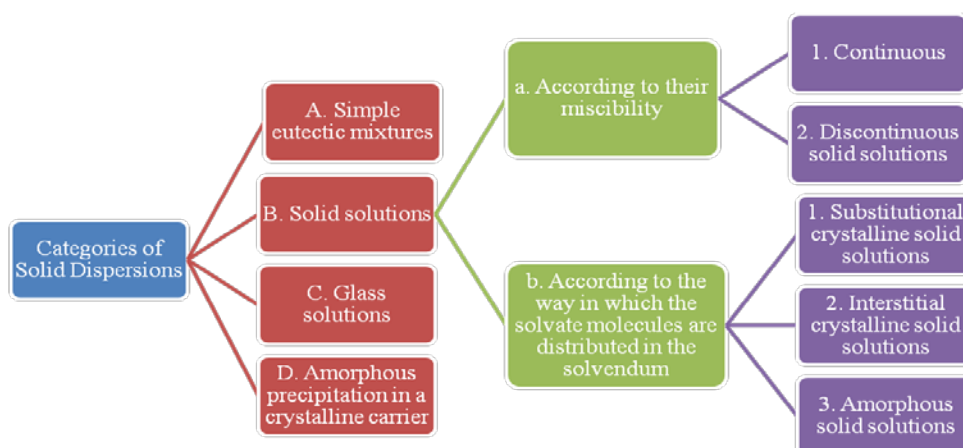 Categories of
Solid Dispersions
A. Simple
eutectic mixtures
B. Solid solutions
C. Glass
solutions
D. Amorphous
precipitation in a
crystalline carrier
a. According to their
miscibility
b. According to the
way in which the
solvate molecules are
distributed in the
solvendum
1. Continuous
2. Discontinuous
solid solutions
1. Substitutional
crystalline solid
solutions
2. Interstitial
crystalline solid
solutions
3. Amorphous
solid solutions